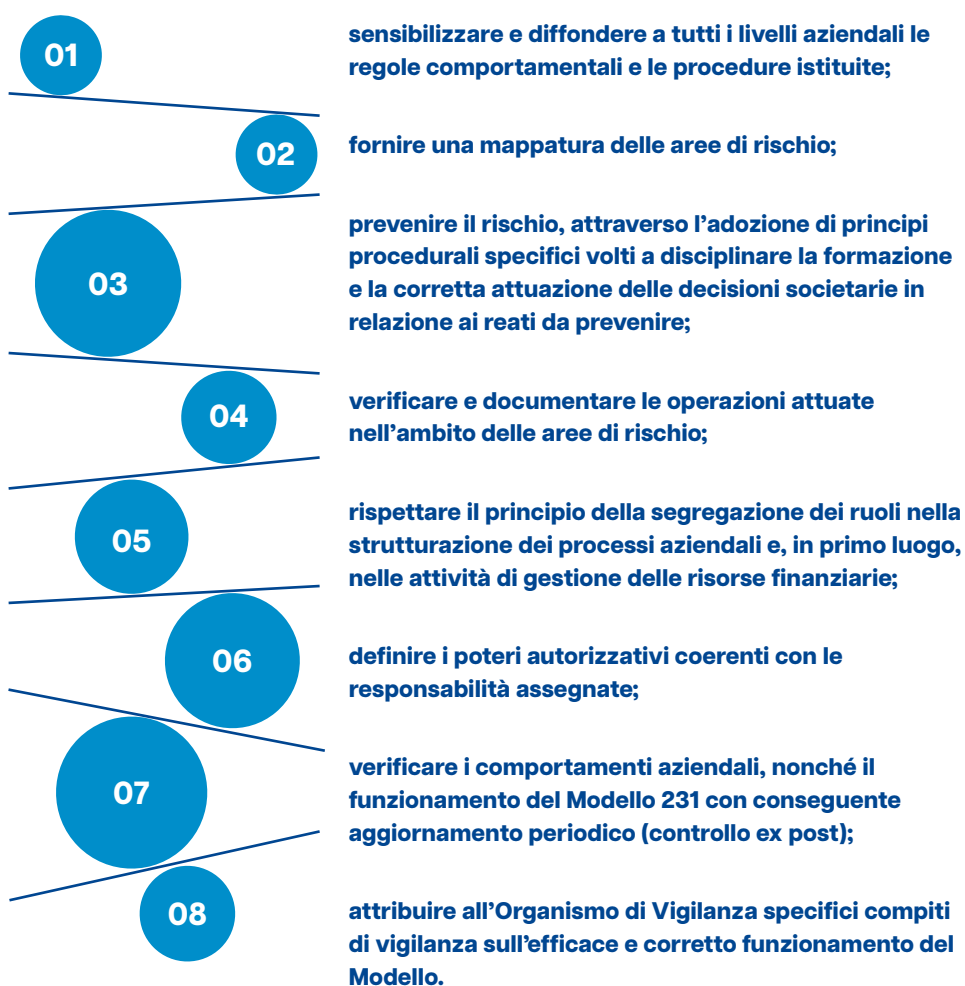 01
sensibilizzare e diffondere a tutti i livelli aziendali le
regole comportamentali e le procedure istituite;
02
fornire una mappatura delle aree di rischio;
03
prevenire il rischio, attraverso l’adozione di principi
procedurali specifici volti a disciplinare la formazione
e la corretta attuazione delle decisioni societarie in
relazione ai reati da prevenire;
04
verificare e documentare le operazioni attuate
nell’ambito delle aree di rischio;
05
rispettare il principio della segregazione dei ruoli nella
strutturazione dei processi aziendali e, in primo luogo,
nelle attività di gestione delle risorse finanziarie;
06
definire i poteri autorizzativi coerenti con le
responsabilità assegnate;
07
verificare i comportamenti aziendali, nonché il
funzionamento del Modello 231 con conseguente
aggiornamento periodico (controllo ex post);
08
attribuire all’Organismo di Vigilanza specifici compiti
di vigilanza sull’efficace e corretto funzionamento del
Modello.